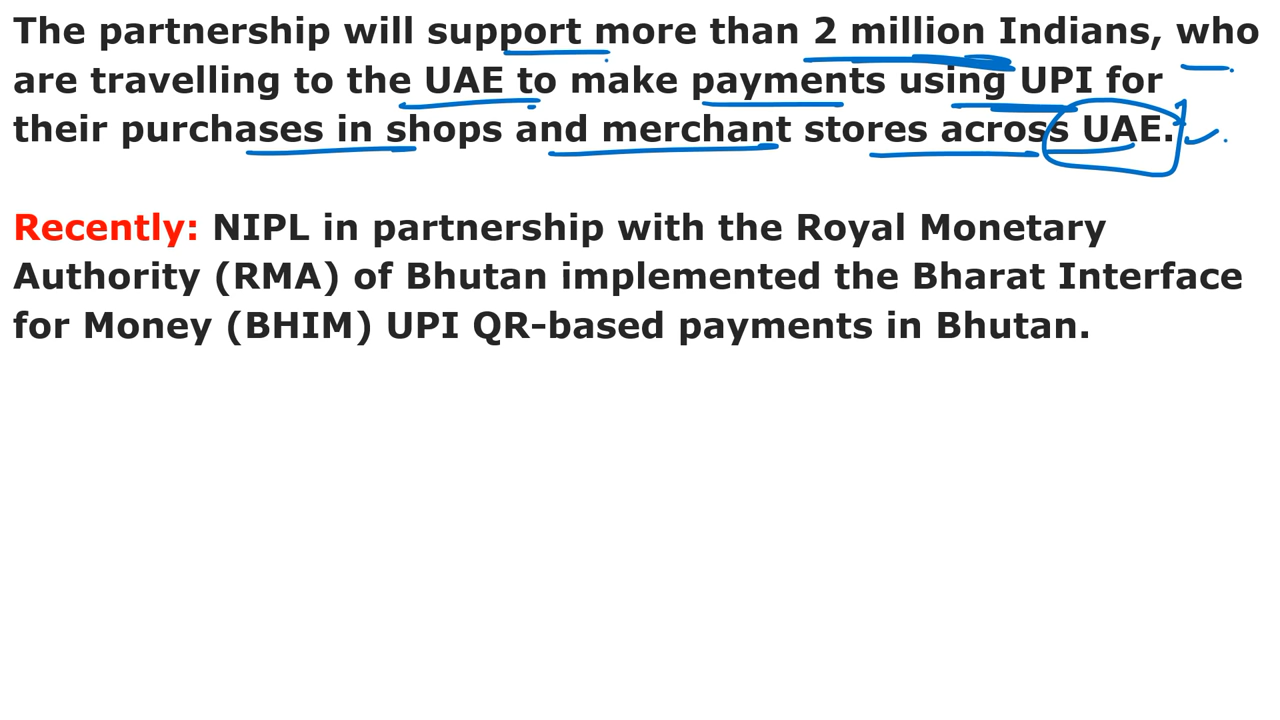 The partnership will support more than 2 million Indians, who
are travelling to the UAE to make payments using UPI for
their purchases in shops and merchant stores across UAE.
Recently: NIPL in partnership with the Royal Monetary
Authority (RMA) of Bhutan implemented the Bharat Interface
for Money (BHIM) UPI QR-based payments in Bhutan.